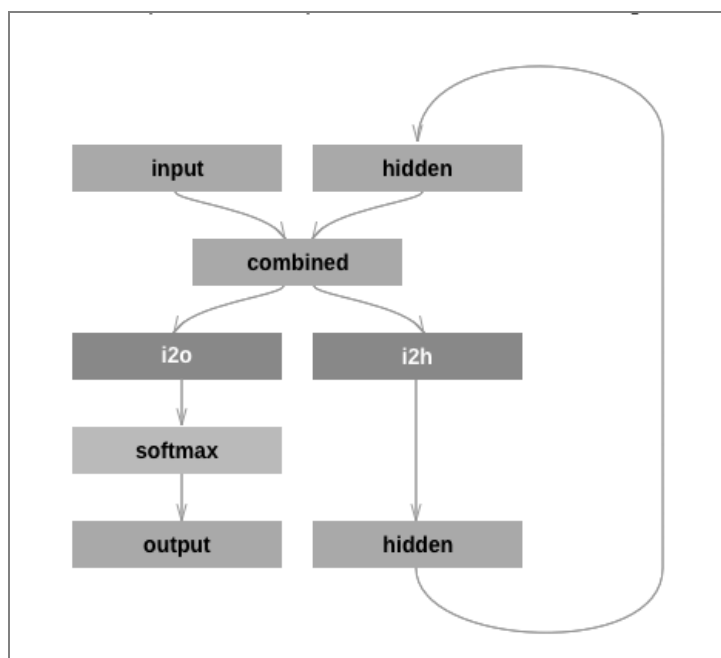 input
hidden
combined
i2o
i2h
softmax
output
hidden